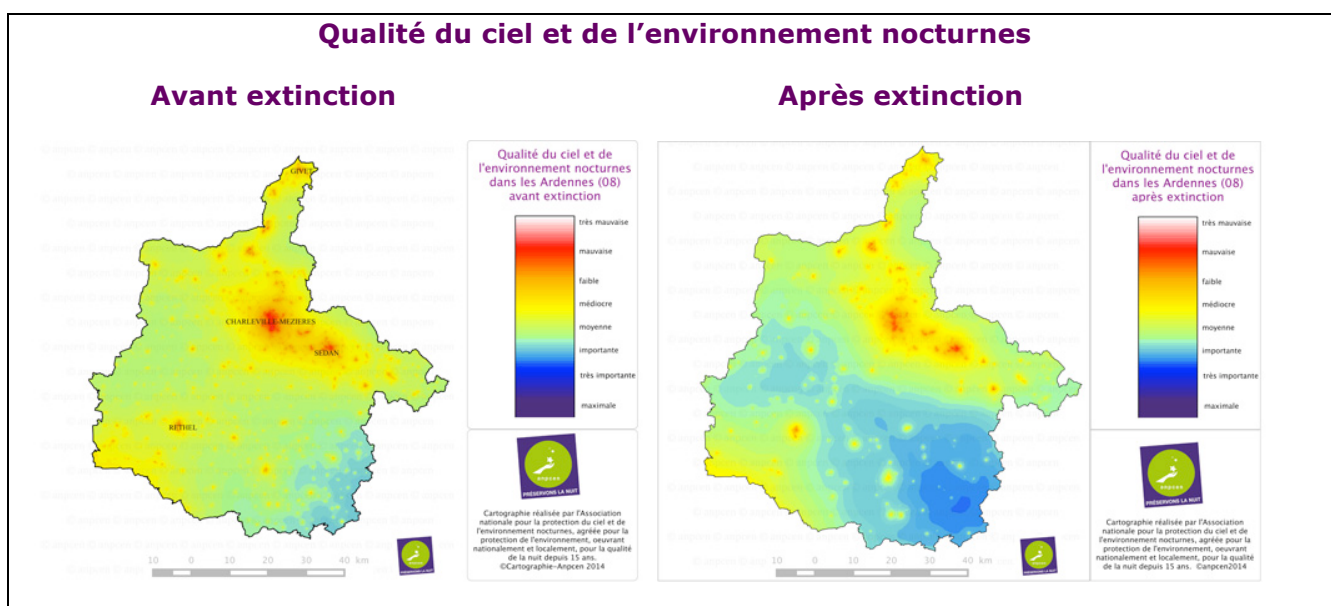 Qualité du ciel et de l’environnement nocturnes
Avant extinction
GIVET
CHARLEVILLE-MEZIERES
SEDAN
RETHEL
10 0 10 20 30 40 km
Qualité du ciel et de
l'environnement nocturnes
dans les Ardennes (08)
avant extinction
très mauvaise
mauvaise
faible
médiocre
moyenne
importante
très importante
maximale
anpcen
PRÉSERVONS LA NUIT
Cartographie réalisée par l'Association
nationale pour la protection du ciel et de
l'environnement nocturnes, agréée pour la
protection de l'environnement, oeuvrant
nationalement et localement, pour la qualité
de la nuit depuis 15 ans.
©Cartographie-Anpcen 2014
Après extinction
10 0 10 20 30 40 km
Qualité du ciel et de
l'environnement nocturnes
dans les Ardennes (08)
après extinction
très mauvaise
mauvaise
faible
médiocre
moyenne
importante
très importante
maximale
anpcen
PRÉSERVONS LA NUIT
Cartographie réalisée par l'Association
nationale pour la protection du ciel et de
l'environnement nocturnes, agréée pour la
protection de l'environnement, oeuvrant
nationalement et localement, pour la qualité
de la nuit depuis 15 ans. ©anpcen2014